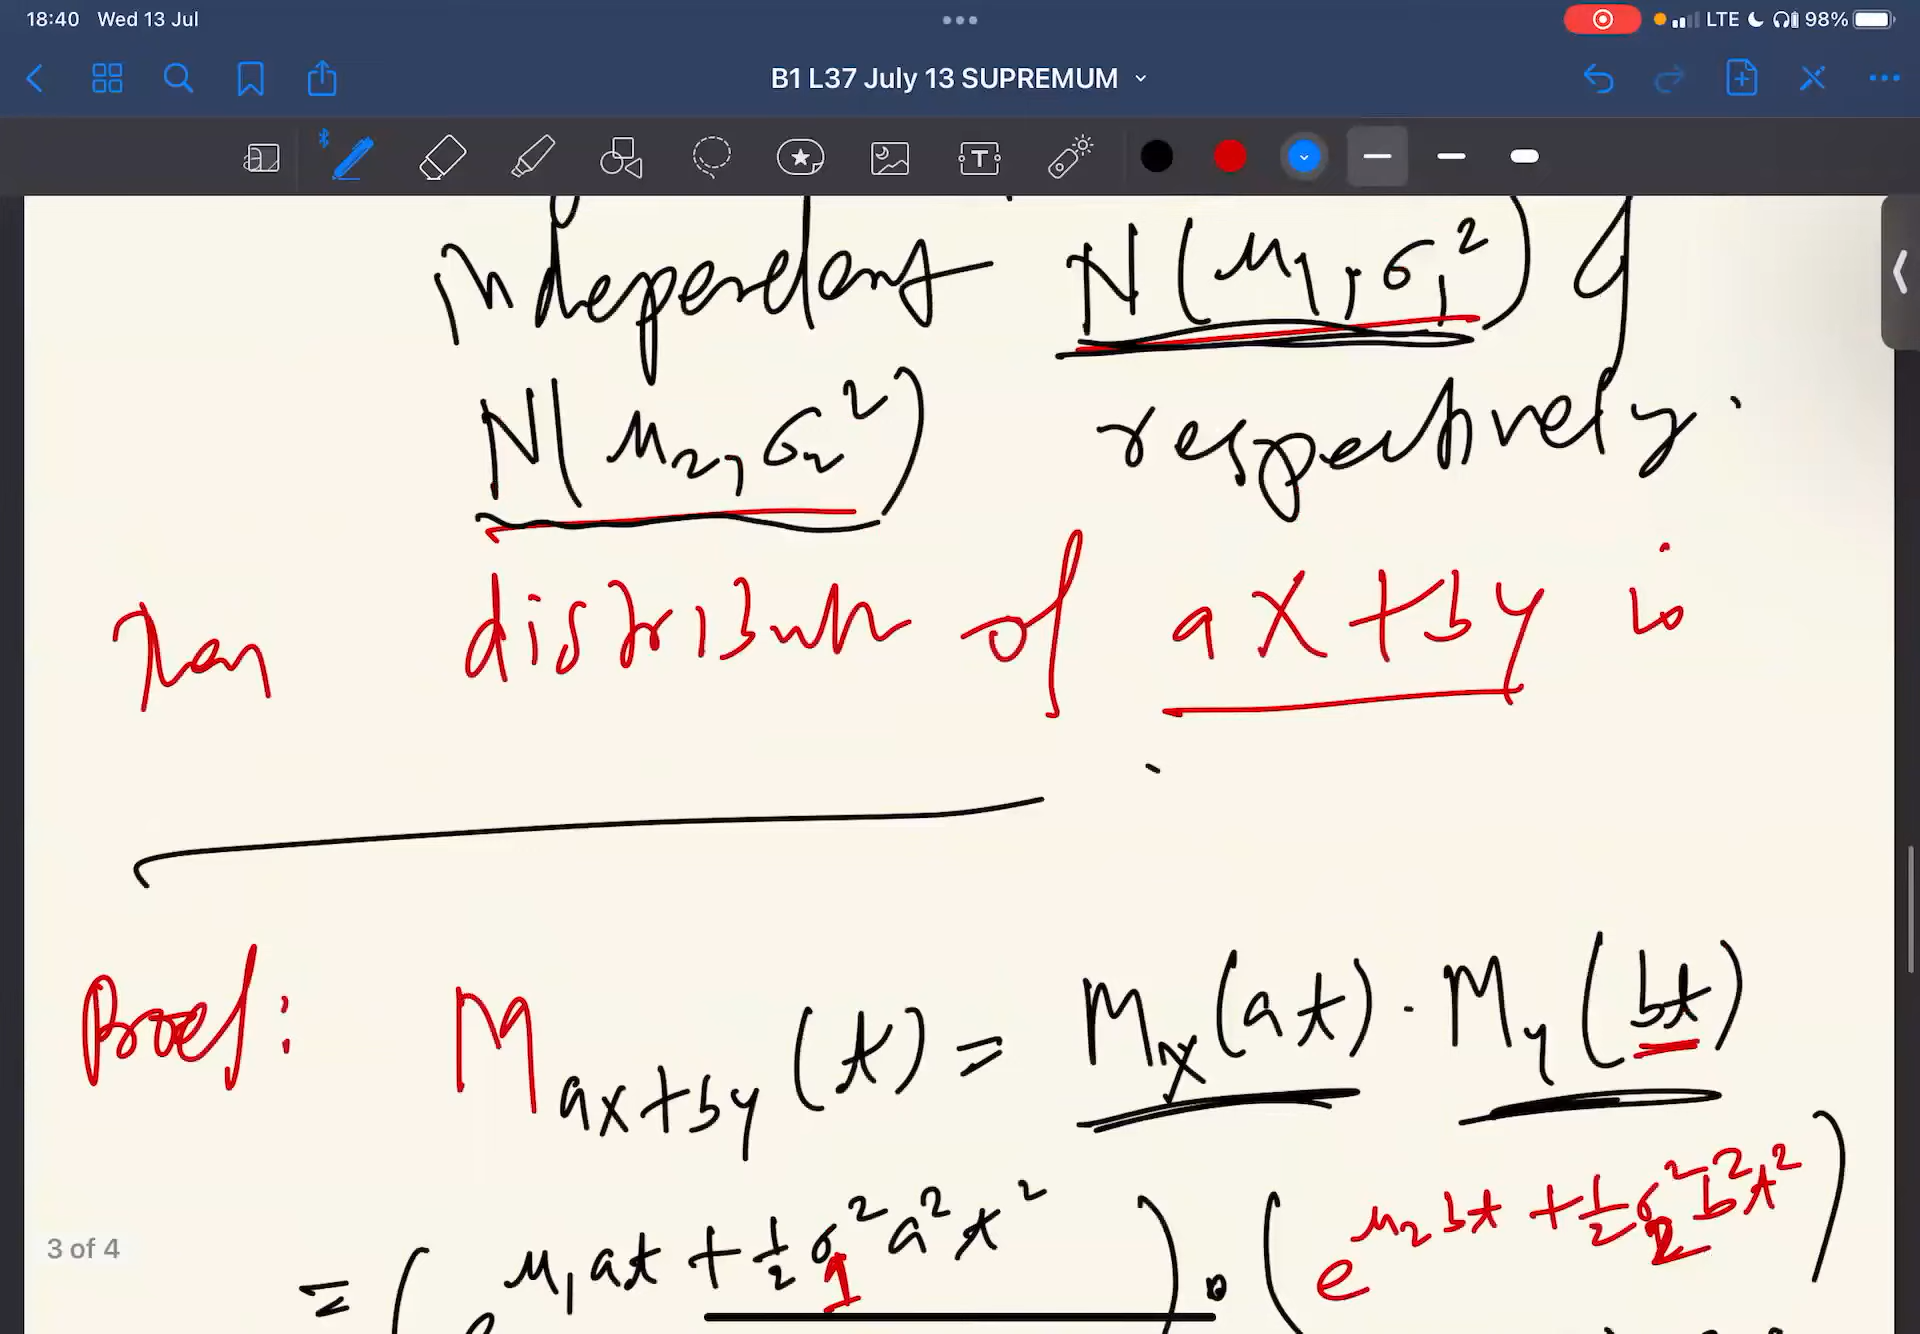 18:40 Wed 13 Jul LTE 98%
B1 L37 July 13 SUPREMUM
T
independent N(μ₁, σ₁²) &
N(μ₂, σ₂²) respectively.
Then distribution of aX+bY is
Proof: M_{aX+bY}(t) = M_X(at) · M_Y(bt)
= (e^{μ₁at + ½σ₁²a²t²}) · (e^{μ₂bt + ½σ₂²b²t²})
3 of 4